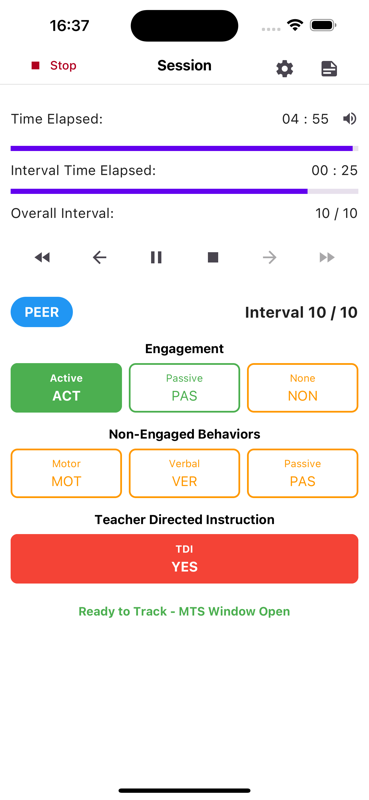 16:37
Stop
Session
Time Elapsed:
04 : 55
Interval Time Elapsed:
00 : 25
Overall Interval:
10 / 10
PEER
Interval 10 / 10
Engagement
Active
ACT
Passive
PAS
None
NON
Non-Engaged Behaviors
Motor
MOT
Verbal
VER
Passive
PAS
Teacher Directed Instruction
TDI
YES
Ready to Track - MTS Window Open